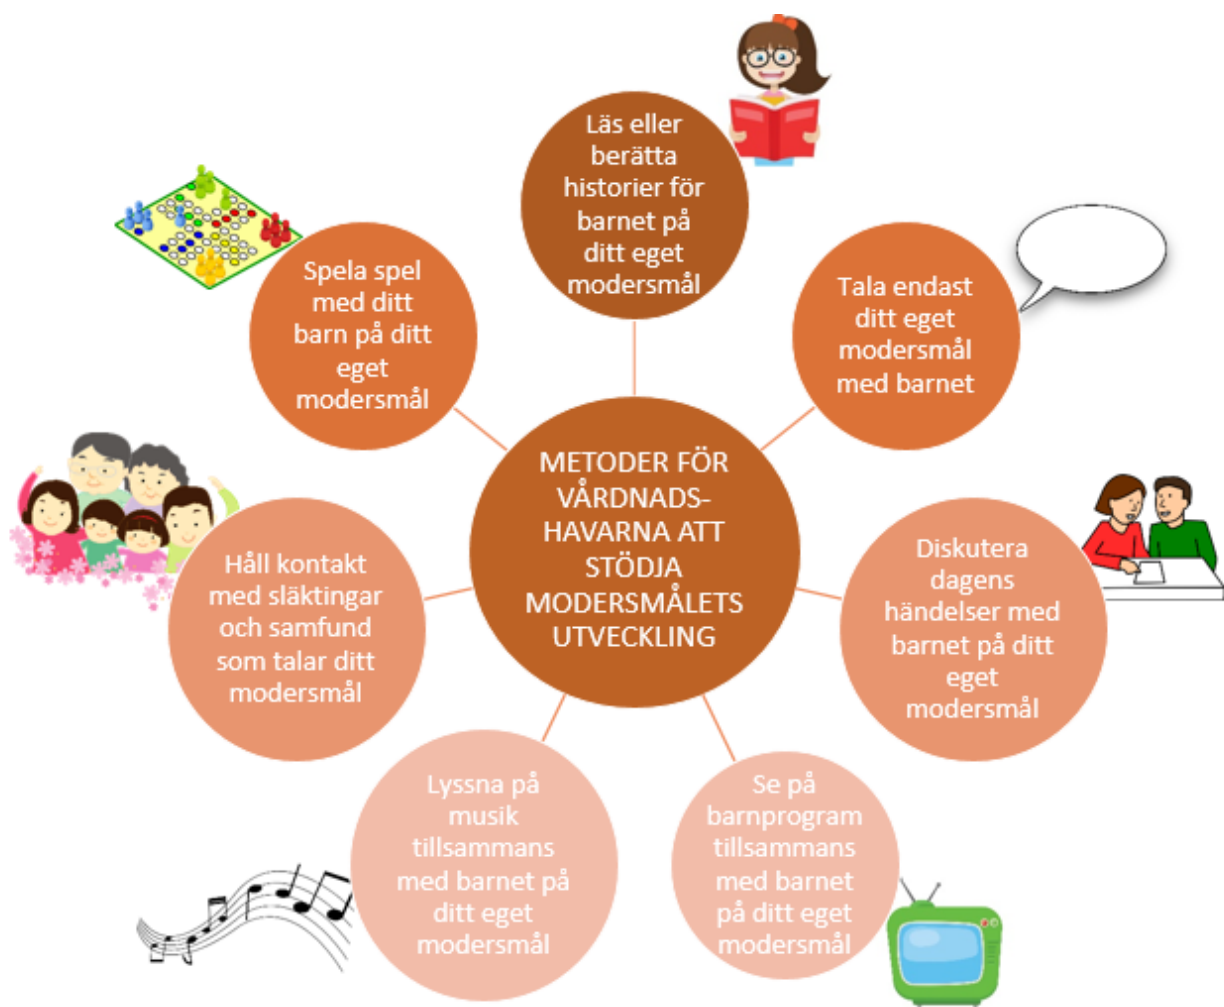 Läs eller
berätta
historier för
barnet på
ditt eget
modersmål
Tala endast
ditt eget
modersmål
med barnet
Diskutera
dagens
händelser med
barnet på ditt
eget
modersmål
Se på
barnprogram
tillsammans
med barnet
på ditt eget
modersmål
Lyssna på
musik
tillsammans
med barnet på
ditt eget
modersmål
Håll kontakt
med släktingar
och samfund
som talar ditt
modersmål
Spela spel
med ditt
barn på ditt
eget
modersmål
METODER FÖR
VÅRDNADS-
HAVARNA ATT
STÖDJA
MODERSMÅLETS
UTVECKLING